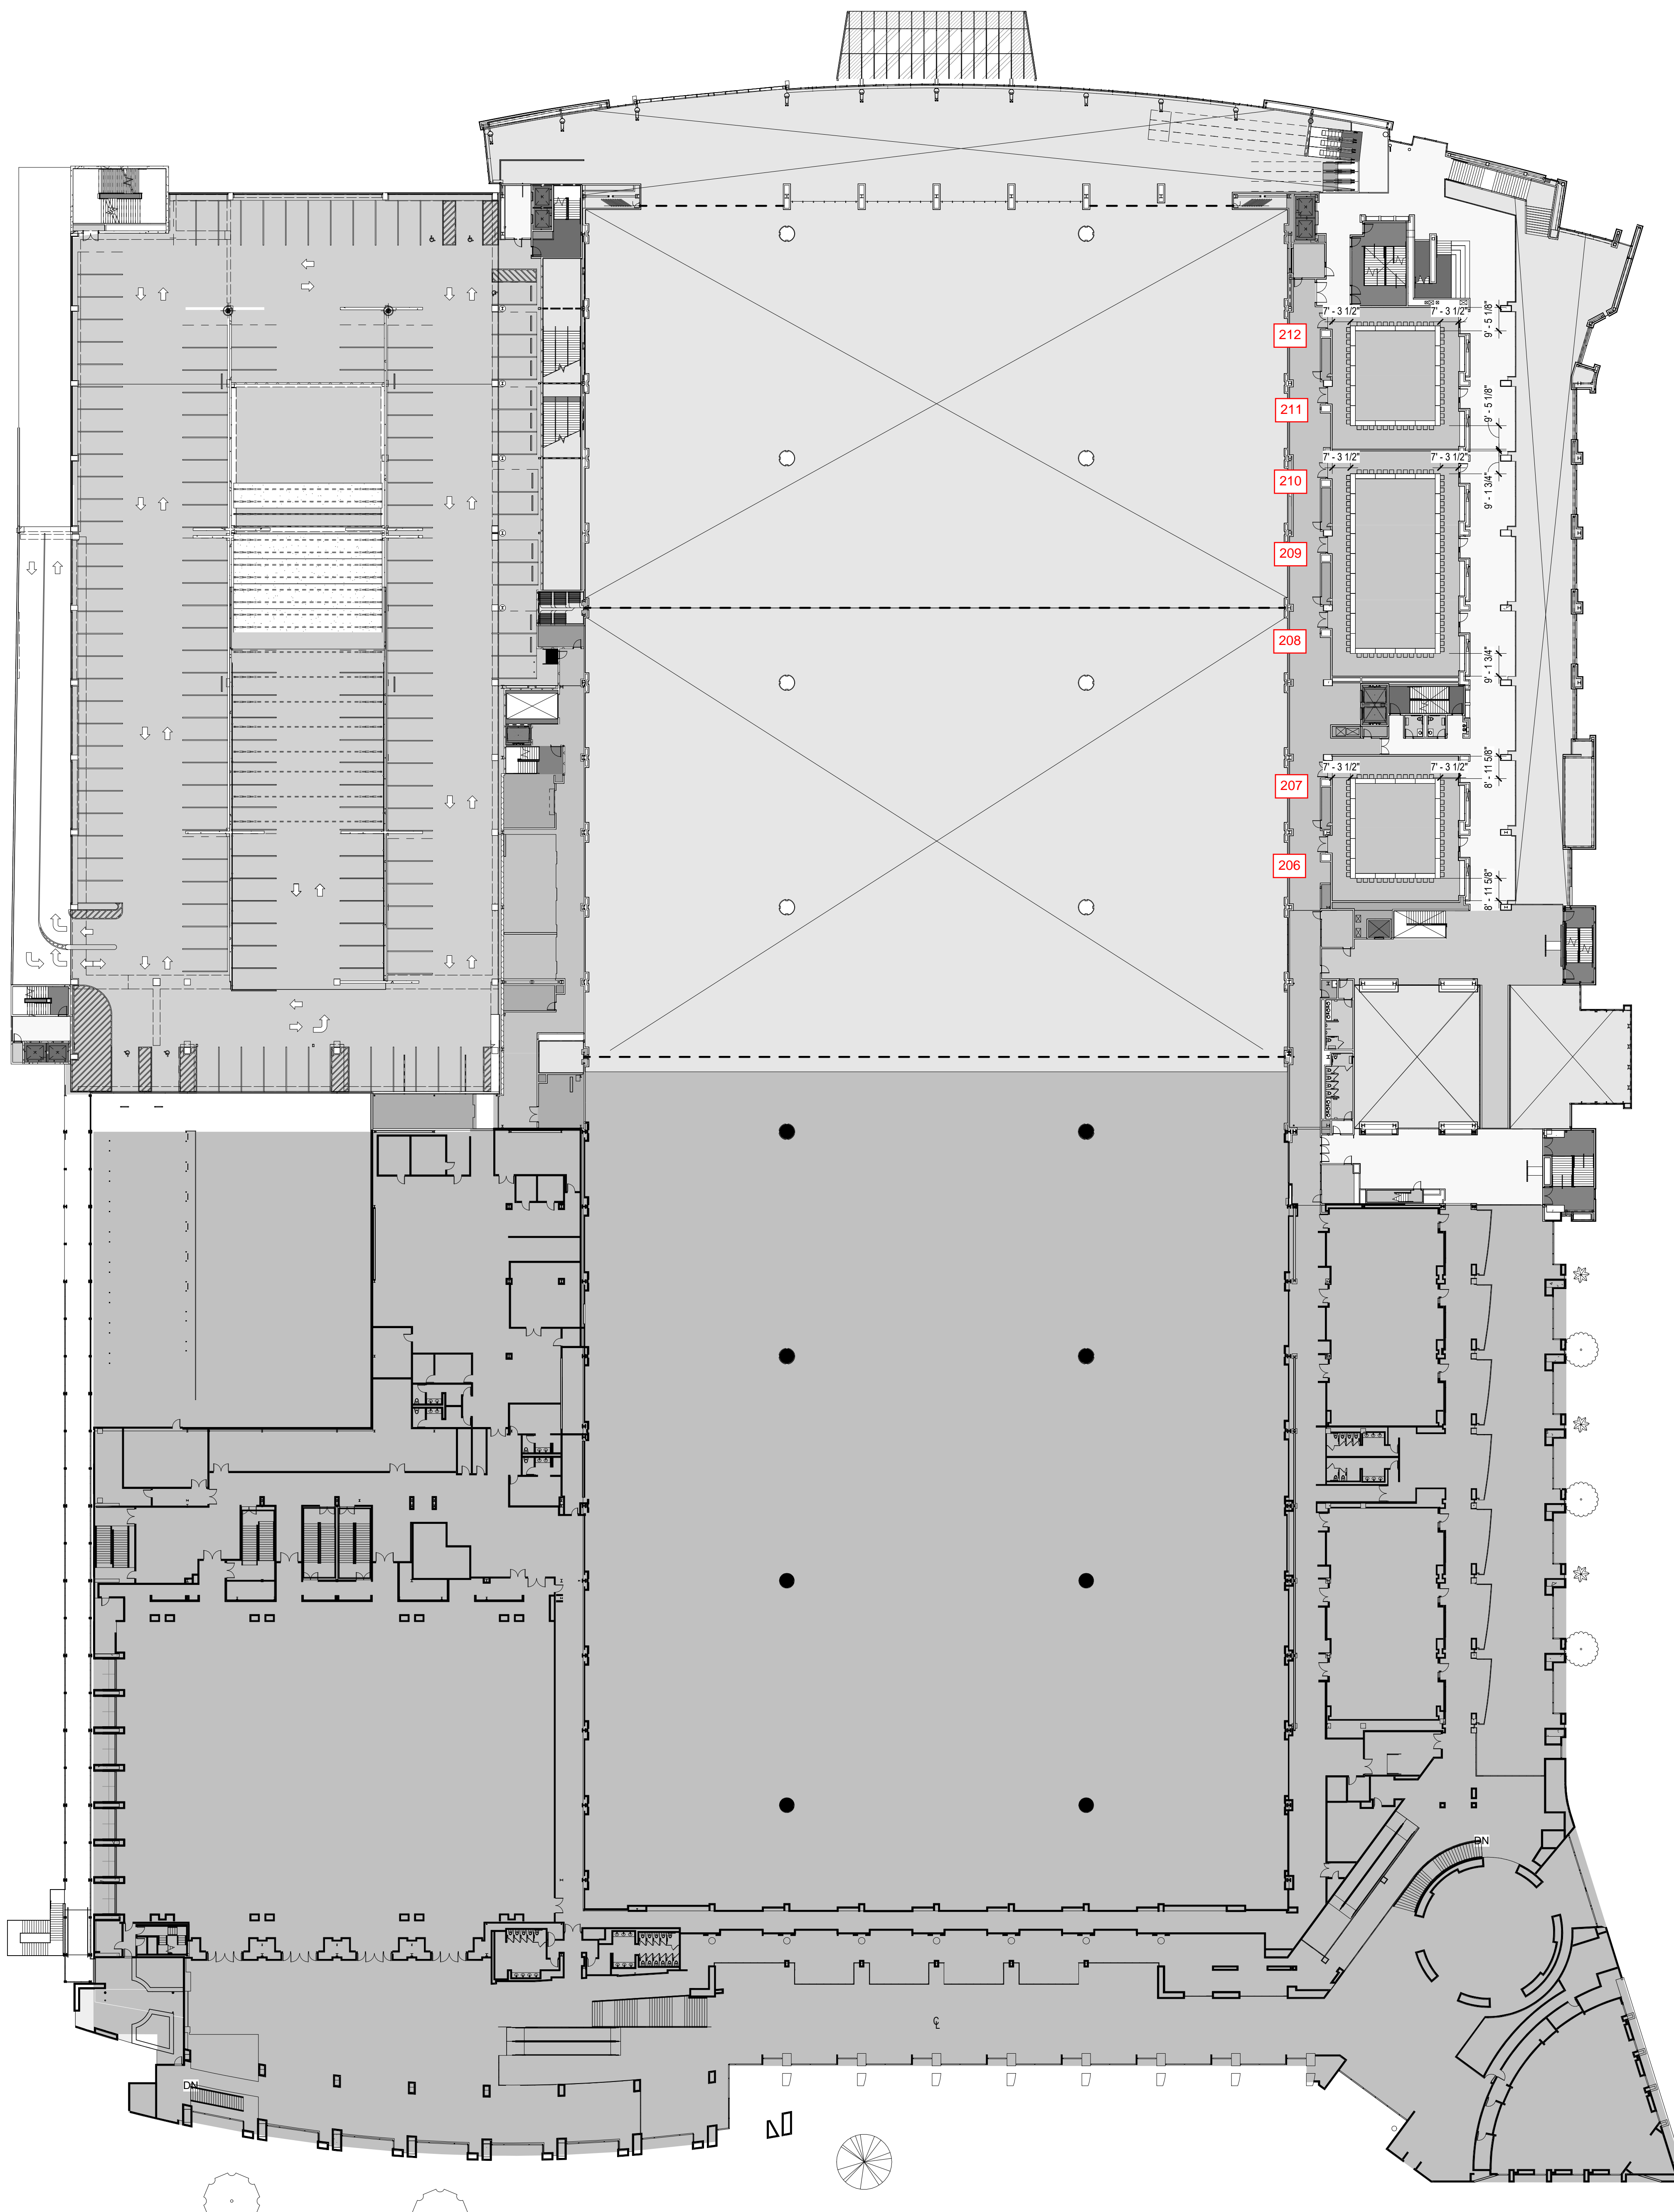 7' - 3 1/2" 7' - 3 1/2" 9' - 5 1/8"
212
211 9' - 5 1/8"
7' - 3 1/2" 7' - 3 1/2"
210 9' - 1 3/4"
209
208 9' - 1 3/4"
7' - 3 1/2" 7' - 3 1/2" 8' - 11 5/8"
207
206 8' - 11 5/8"
DN
DN